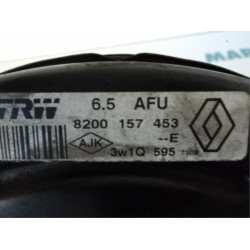 TRW 6.5 AFU
8200 157 453
--E
AJK 3w1Q 595